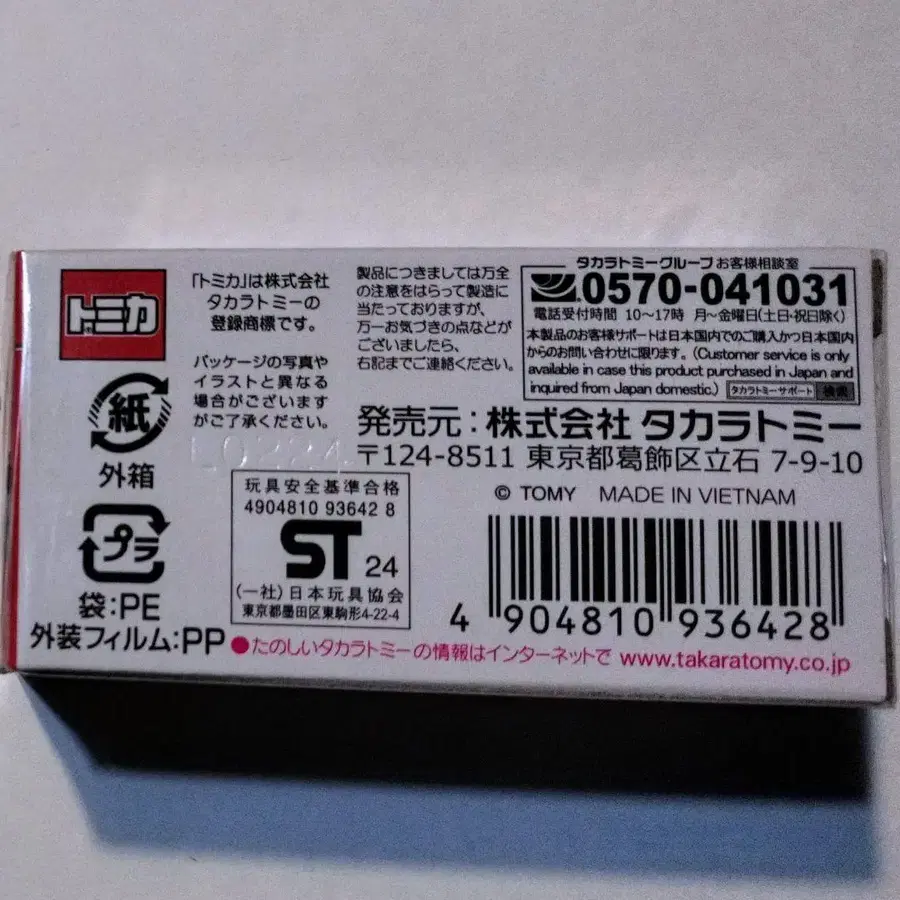 トミカ
「トミカ」は株式会社
タカラトミーの
登録商標です。
パッケージの写真や
イラストと異なる
場合がございます
がご了承ください。
製品につきましては万全
の注意をはらって製造に
当たっておりますが、
万一お気づきの点などが
ございましたら、
右記までご連絡ください。
タカラトミーグループ お客様相談室
0570-041031
電話受付時間 10〜17時 月〜金曜日(土日・祝日除く)
本製品のお客様サポートは日本国内でのご購入かつ日本国内
からのお問い合わせに限ります。(Customer service is only
available in case this product purchased in Japan and
inquired from Japan domestic.) タカラトミーサポート 検索
発売元:株式会社 タカラトミー
〒124-8511 東京都葛飾区立石 7-9-10
© TOMY MADE IN VIETNAM
紙
外箱
プラ
袋:PE
外装フィルム:PP
L0224
玩具安全基準合格
4904810 93642 8
ST 24
(一社)日本玩具協会
東京都墨田区東駒形4-22-4
4 904810 936428
●たのしいタカラトミーの情報はインターネットで www.takaratomy.co.jp